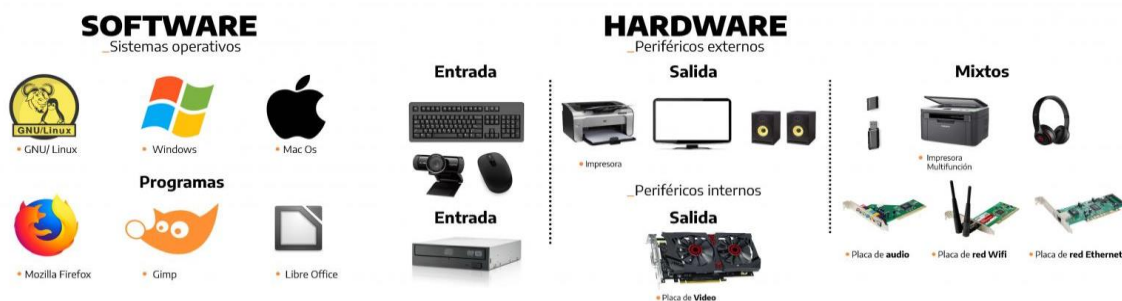 SOFTWARE
_Sistemas operativos
GNU/Linux
• GNU/ Linux
• Windows
• Mac Os
Programas
• Mozilla Firefox
• Gimp
• Libre Office
HARDWARE
_Periféricos externos
Entrada
Salida
Mixtos
• Impresora
• Impresora
Multifunción
_Periféricos internos
Entrada
Salida
• Placa de Video
• Placa de audio
• Placa de red Wifi
• Placa de red Ethernet